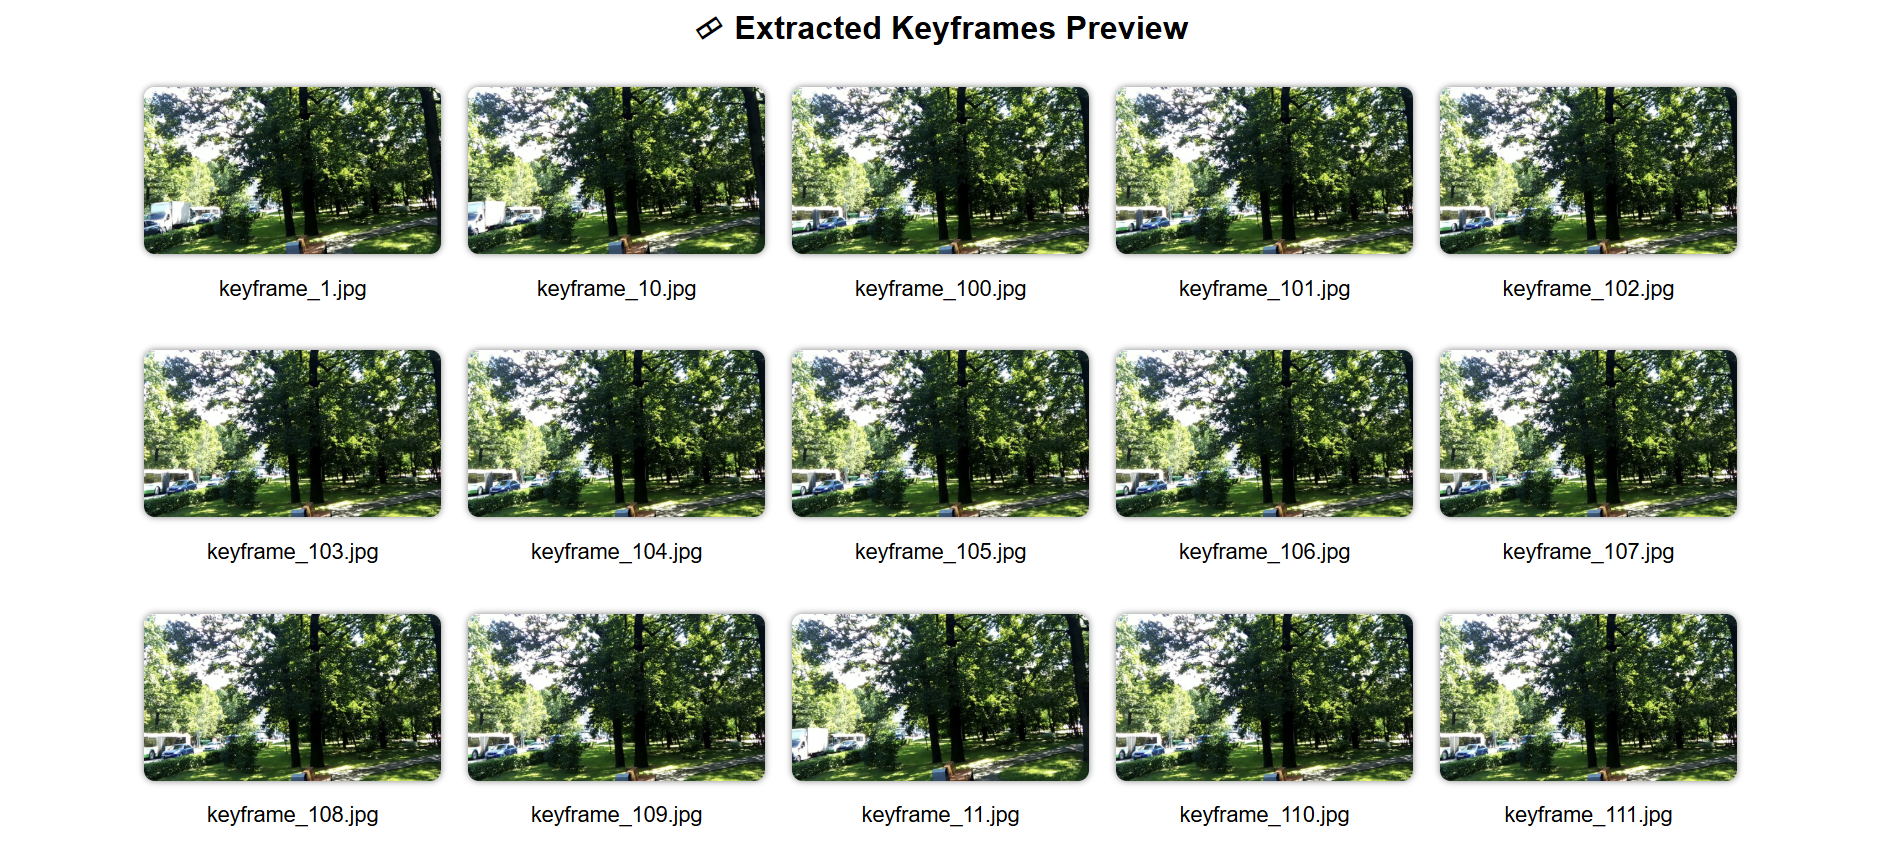 Extracted Keyframes Preview
keyframe_1.jpg
keyframe_10.jpg
keyframe_100.jpg
keyframe_101.jpg
keyframe_102.jpg
keyframe_103.jpg
keyframe_104.jpg
keyframe_105.jpg
keyframe_106.jpg
keyframe_107.jpg
keyframe_108.jpg
keyframe_109.jpg
keyframe_11.jpg
keyframe_110.jpg
keyframe_111.jpg